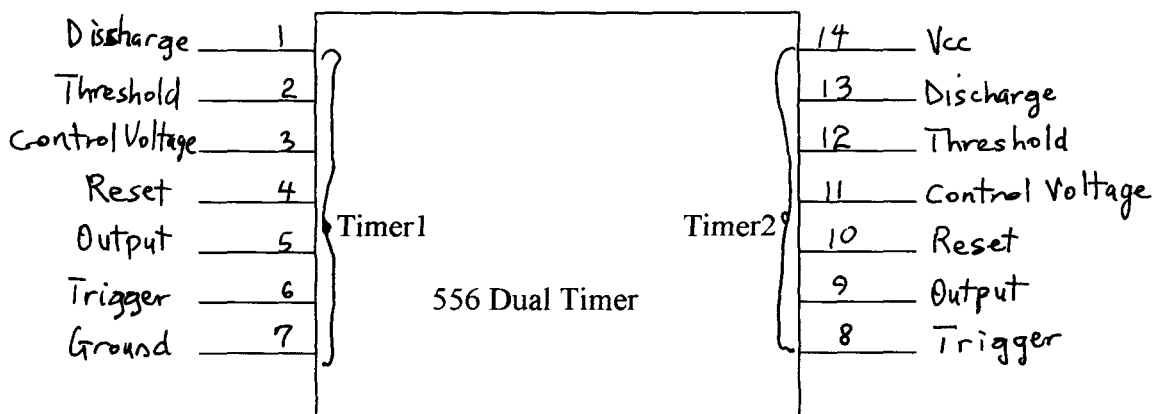 Dissharge 1
Threshold 2
Control Voltage 3
Reset 4
Output 5
Trigger 6
Ground 7
Timer1
556 Dual Timer
Timer2
14 Vcc
13 Discharge
12 Threshold
11 Control Voltage
10 Reset
9 Output
8 Trigger